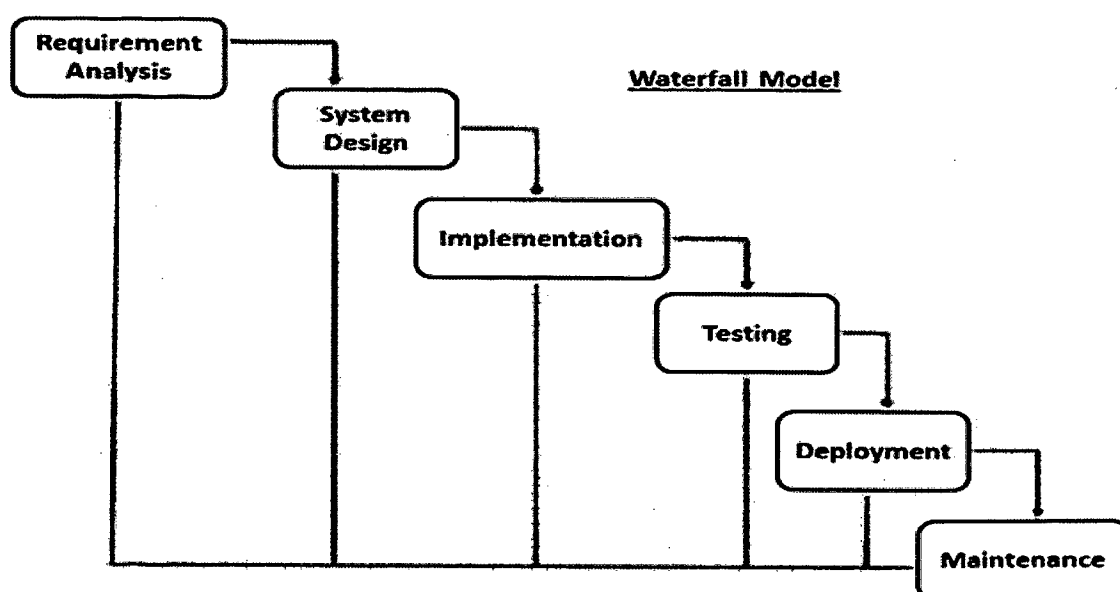 Requirement
Analysis
Waterfall Model
System
Design
Implementation
Testing
Deployment
Maintenance